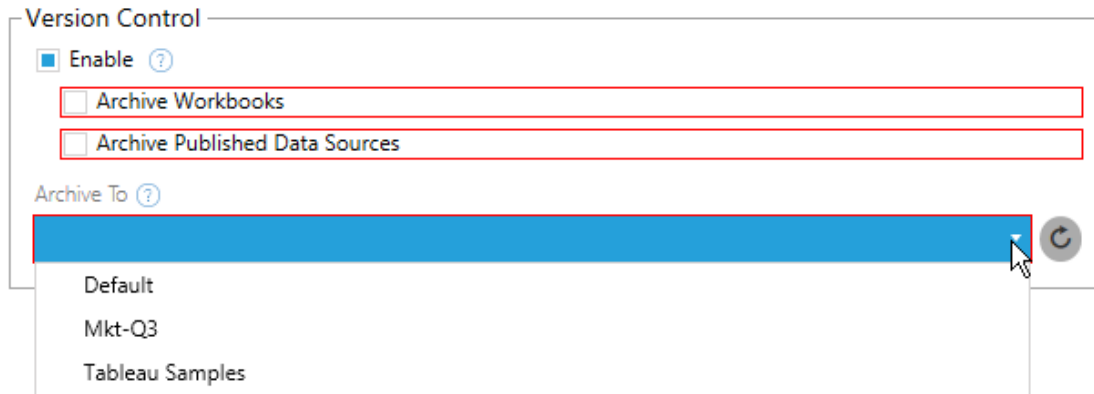 Version Control
Enable ?
Archive Workbooks
Archive Published Data Sources
Archive To ?
Default
Mkt-Q3
Tableau Samples